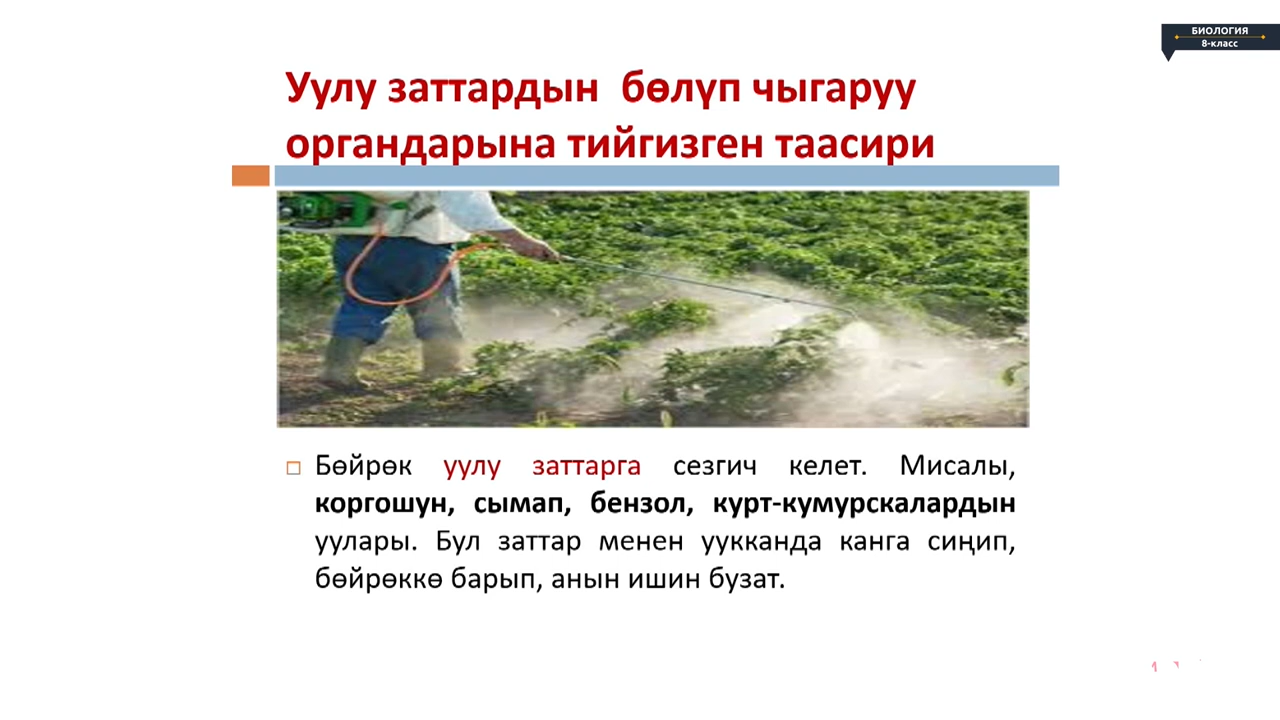 БИОЛОГИЯ
8-класс
Уулу заттардын бөлүп чыгаруу
органдарына тийгизген таасири
Бөйрөк уулу заттарга сезгич келет. Мисалы,
коргошун, сымап, бензол, курт-кумурскалардын
уулары. Бул заттар менен уукканда канга сиңип,
бөйрөккө барып, анын ишин бузат.